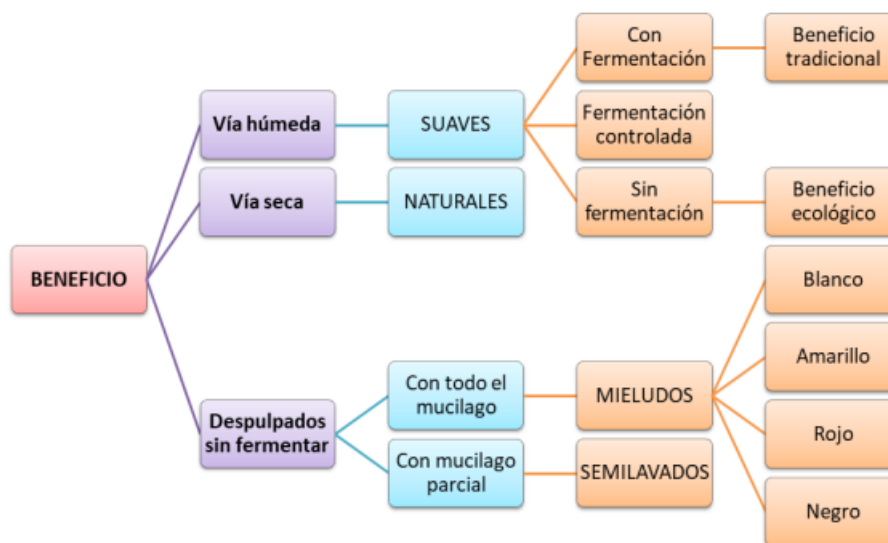 BENEFICIO
Vía húmeda
SUAVES
Con
Fermentación
Beneficio
tradicional
Fermentación
controlada
Sin
fermentación
Beneficio
ecológico
Vía seca
NATURALES
Despulpados
sin fermentar
Con todo el
mucilago
MIELUDOS
Blanco
Amarillo
Rojo
Negro
Con mucilago
parcial
SEMILAVADOS